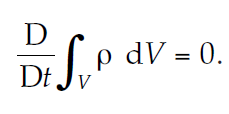 D/Dt ∫_V ρ dV = 0.